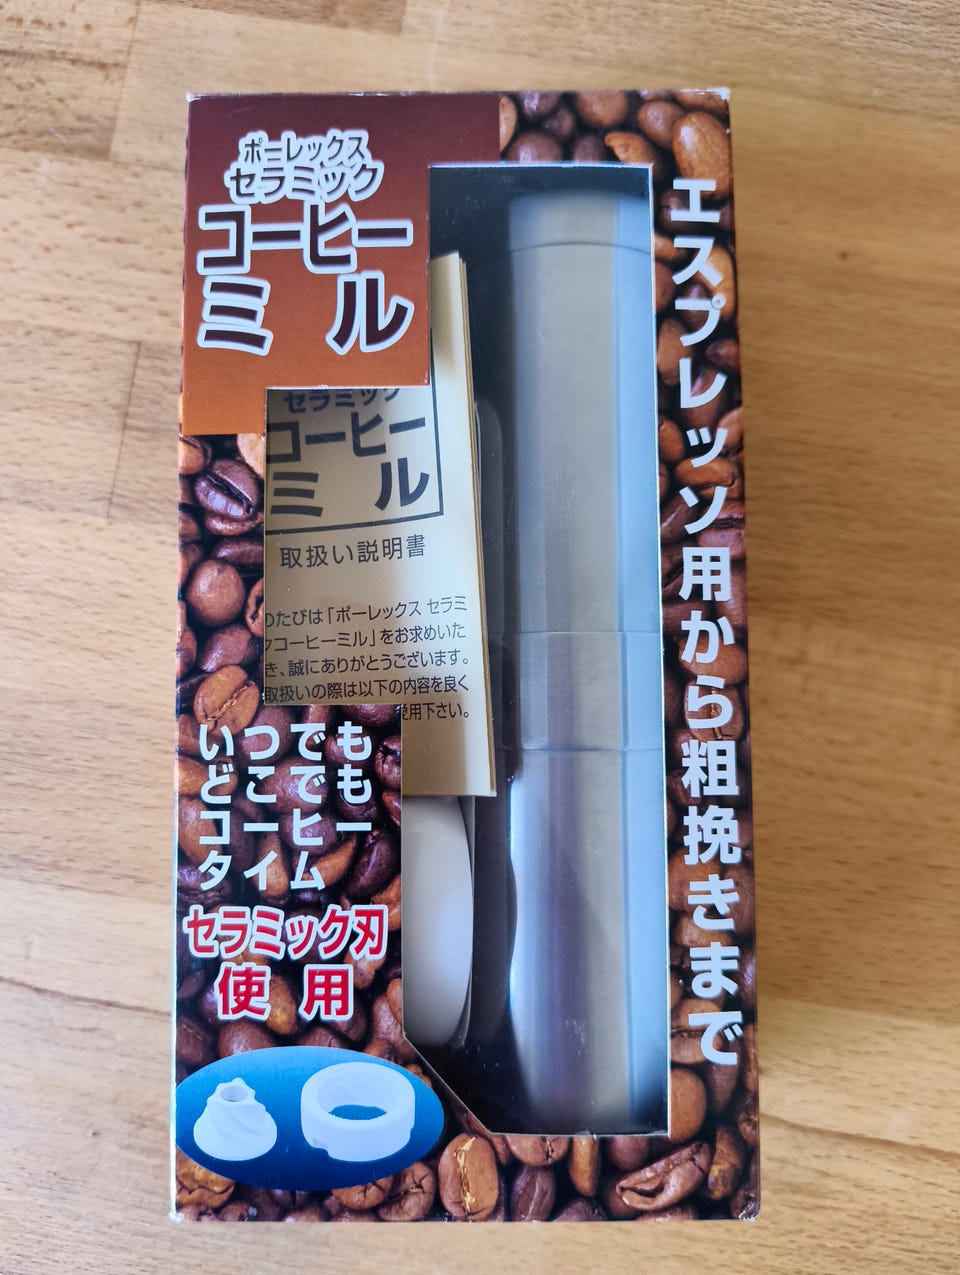 ポーレックス
セラミック
コーヒー
ミル
エスプレッソ用から粗挽きまで
セラミック
コーヒー
ミル
取扱い説明書
のたびは「ポーレックス セラミ
クコーヒーミル」をお求めいた
き、誠にありがとうございます。
取扱いの際は以下の内容を良く
愛用下さい。
いつでも
どこでも
コーヒー
タイム
セラミック刃
使用